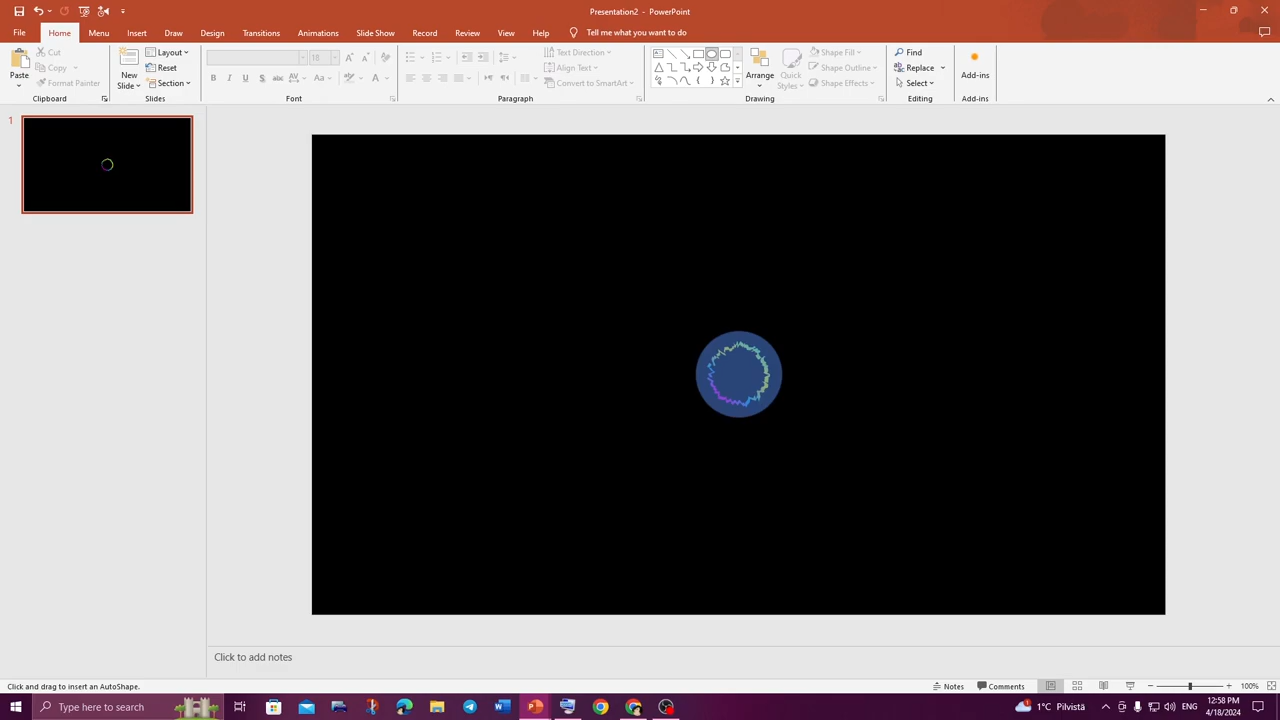 Presentation2 - PowerPoint
File Home Menu Insert Draw Design Transitions Animations Slide Show Record Review View Help Tell me what you want to do
Paste
Cut
Copy
Format Painter
Clipboard
New
Slide
Layout
Reset
Section
Slides
18
B I U S abc AV Aa A
Font
Text Direction
Align Text
Convert to SmartArt
Paragraph
Arrange
Quick
Styles
Shape Fill
Shape Outline
Shape Effects
Drawing
Find
Replace
Select
Editing
Add-ins
Add-ins
1
Click to add notes
Click and drag to insert an AutoShape.
Notes Comments 100%
Type here to search
1°C Pilvistä ENG
12:58 PM
4/18/2024